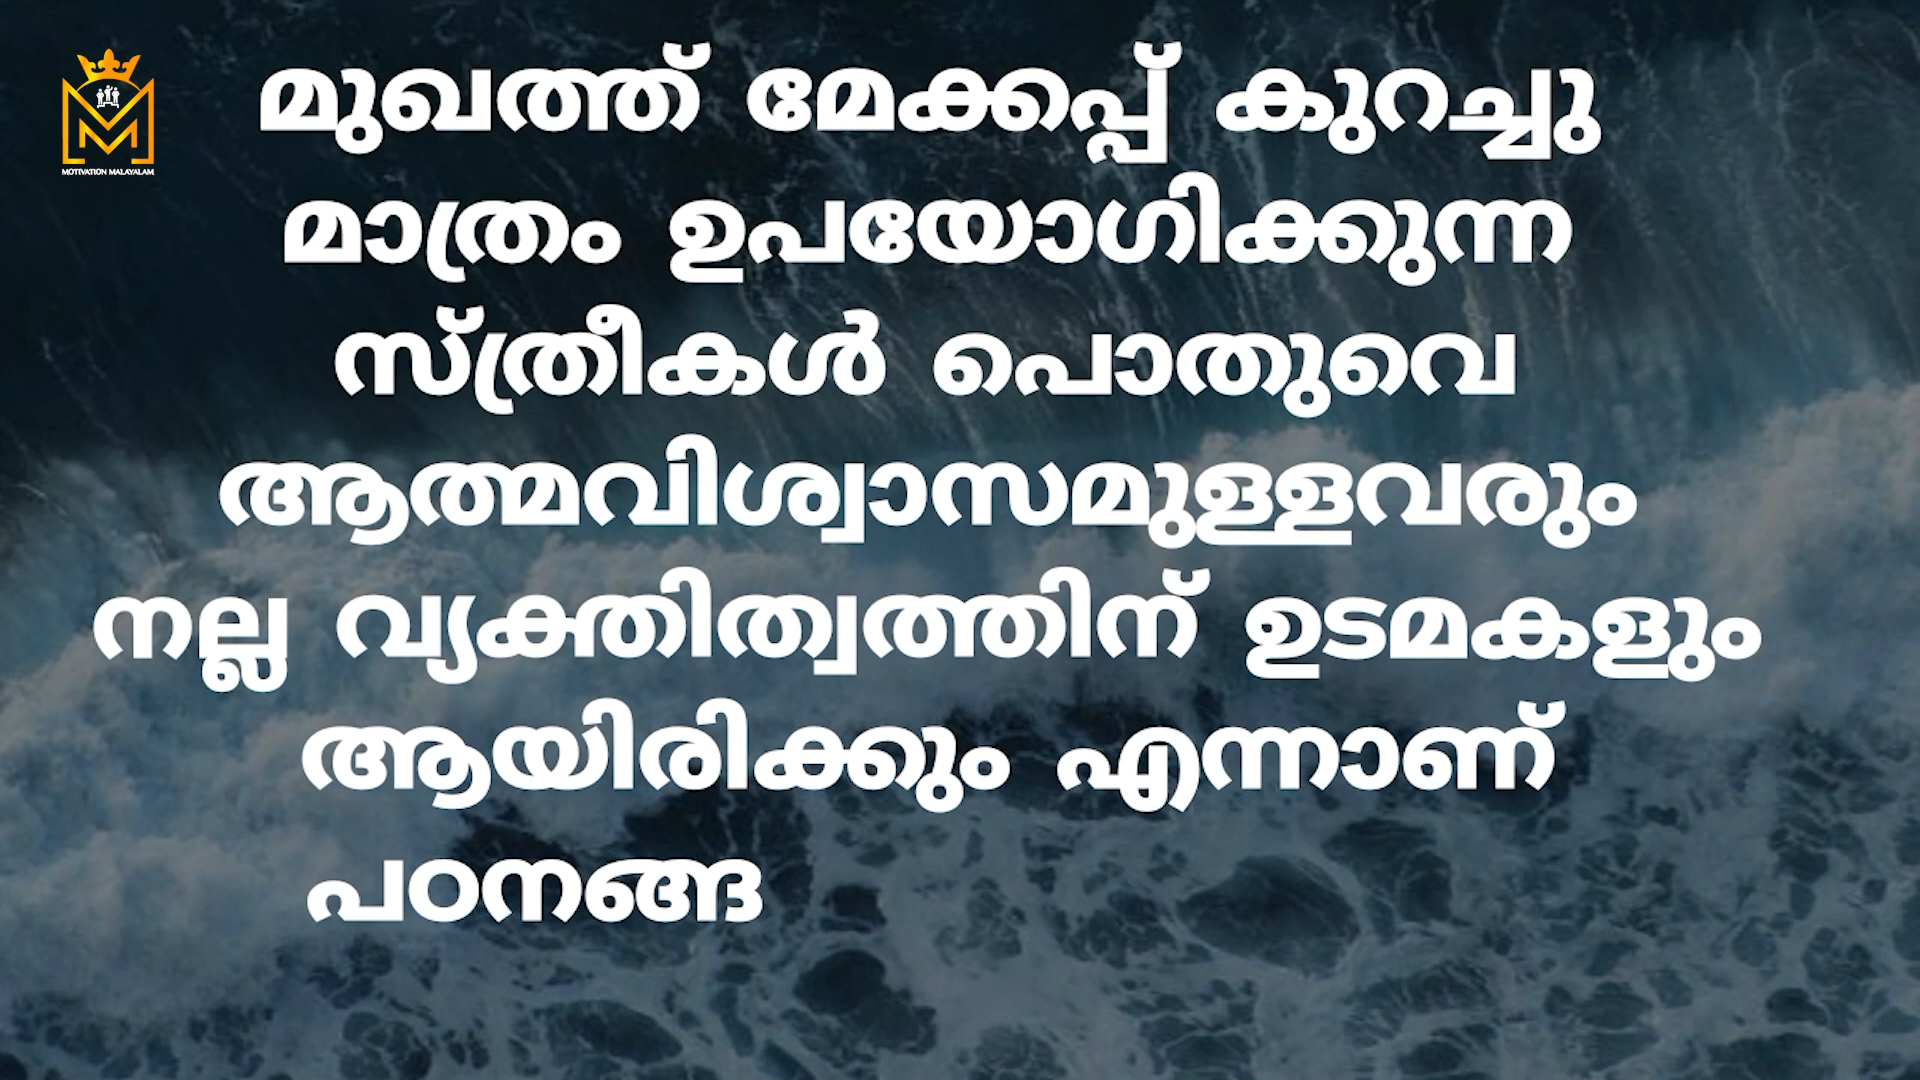 MOTIVATION MALAYALAM
മുഖത്ത് മേക്കപ്പ് കുറച്ചു
മാത്രം ഉപയോഗിക്കുന്ന
സ്ത്രീകൾ പൊതുവെ
ആത്മവിശ്വാസമുള്ളവരും
നല്ല വ്യക്തിത്വത്തിന് ഉടമകളും
ആയിരിക്കും എന്നാണ്
പഠനങ്ങ